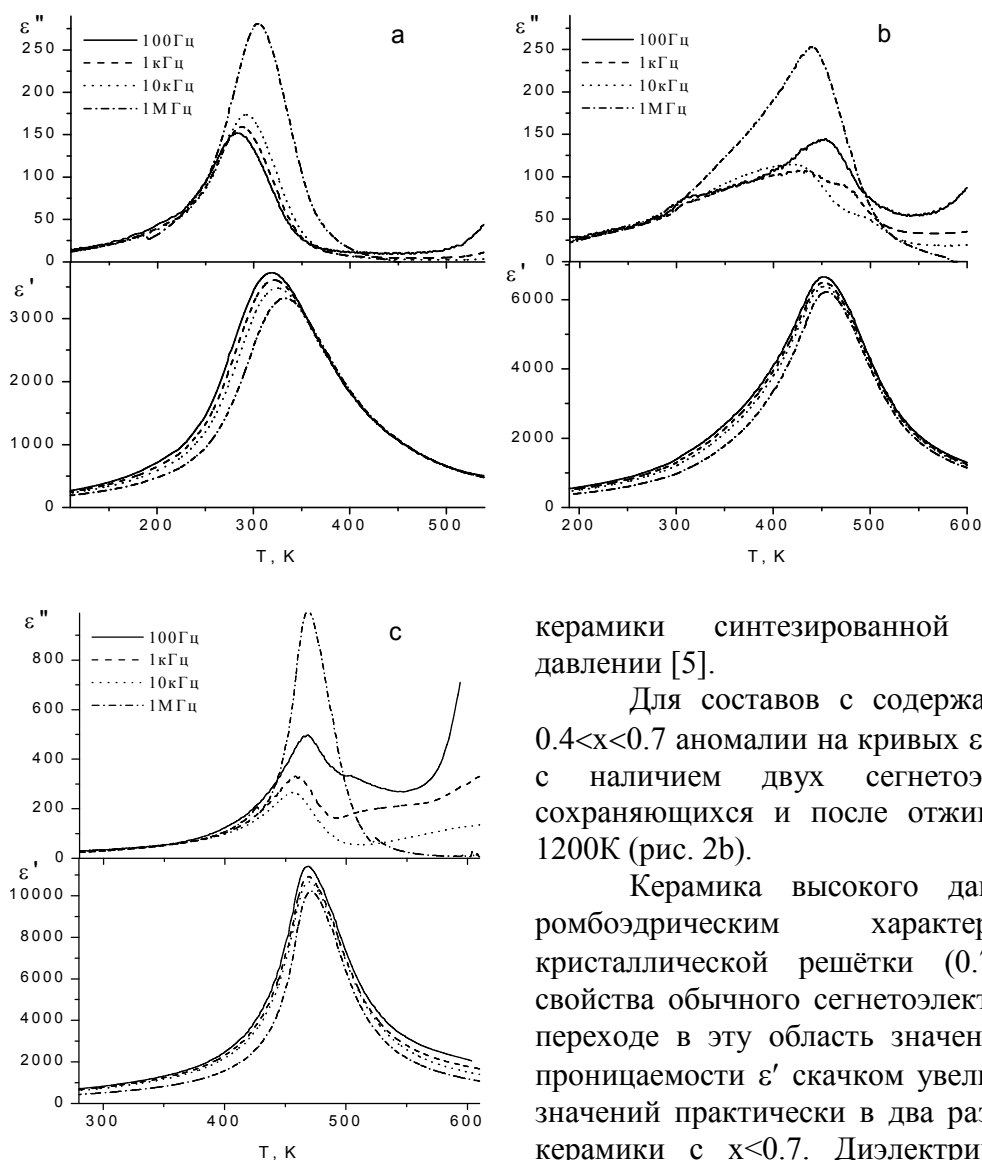 ε"
a
250
200
150
100
50
0
100Гц
1кГц
10кГц
1МГц
ε'
3000
2000
1000
0
200 300 400 500
T, K
ε"
b
250
200
150
100
50
0
100Гц
1кГц
10кГц
1МГц
ε'
6000
4000
2000
0
200 300 400 500 600
T, K
ε"
c
800
600
400
200
0
100Гц
1кГц
10кГц
1МГц
ε'
10000
8000
6000
4000
2000
0
300 400 500 600
T, K
керамики синтезированной
давлении [5].
Для составов с содержа
0.4<x<0.7 аномалии на кривых ε
с наличием двух сегнетоэ
сохраняющихся и после отжи
1200К (рис. 2b).
Керамика высокого да
ромбоэдрическим характер
кристаллической решётки (0.7
свойства обычного сегнетоэлект
переходе в эту область значен
проницаемости ε′ скачком увели
значений практически в два раз
керамики с x<0.7. Диэлектри